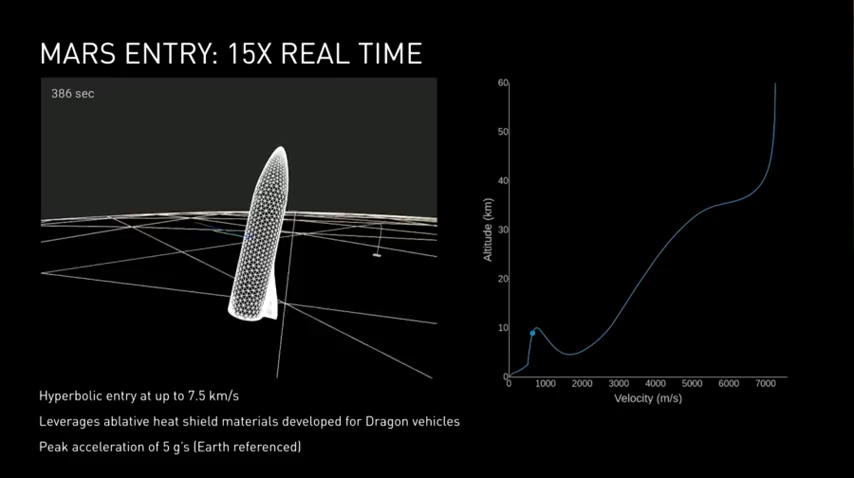 MARS ENTRY: 15X REAL TIME
386 sec
Hyperbolic entry at up to 7.5 km/s
Leverages ablative heat shield materials developed for Dragon vehicles
Peak acceleration of 5 g's (Earth referenced)
Altitude (km)
60
50
40
30
20
10
0
0 1000 2000 3000 4000 5000 6000 7000
Velocity (m/s)